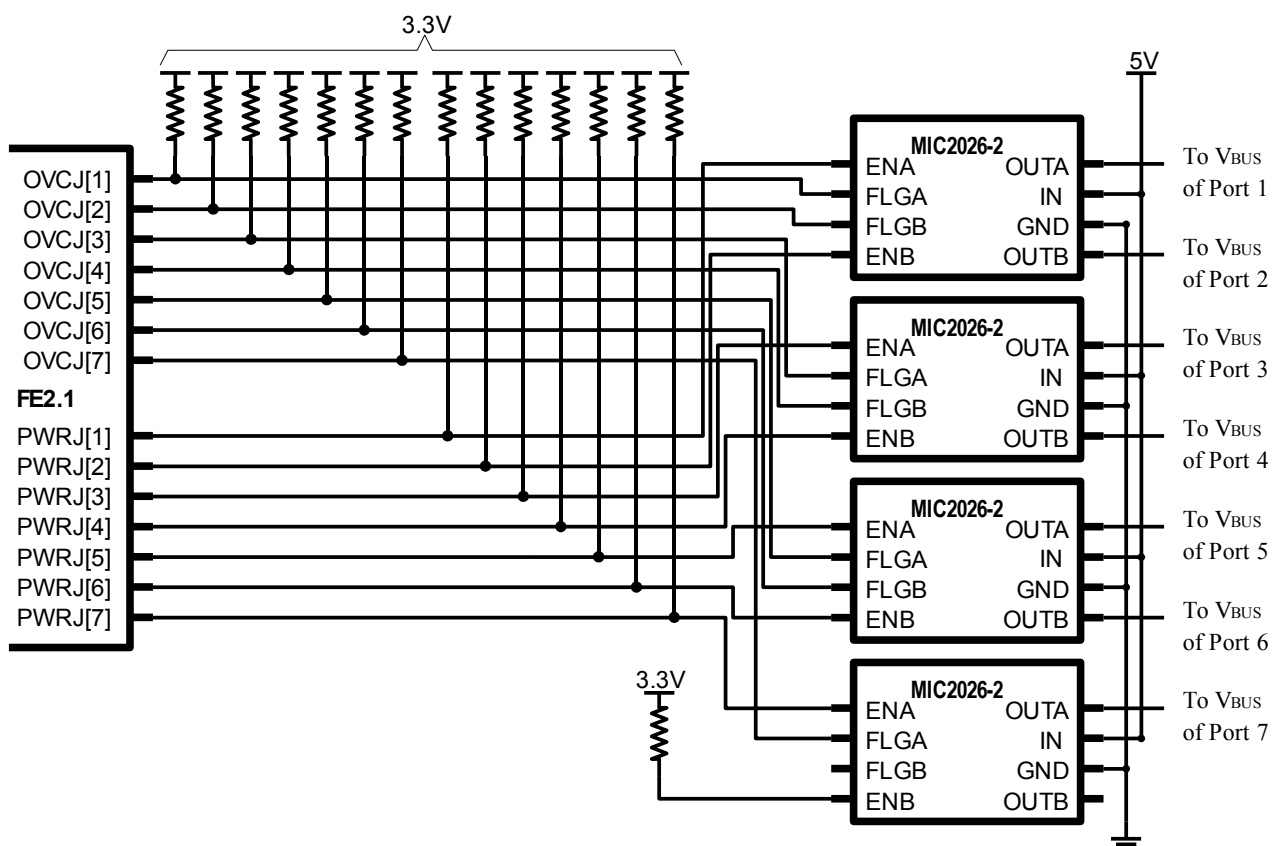 3.3V
5V
OVCJ[1]
OVCJ[2]
OVCJ[3]
OVCJ[4]
OVCJ[5]
OVCJ[6]
OVCJ[7]
FE2.1
PWRJ[1]
PWRJ[2]
PWRJ[3]
PWRJ[4]
PWRJ[5]
PWRJ[6]
PWRJ[7]
3.3V
MIC2026-2
ENA OUTA
FLGA IN
FLGB GND
ENB OUTB
To VBUS
of Port 1
To VBUS
of Port 2
MIC2026-2
ENA OUTA
FLGA IN
FLGB GND
ENB OUTB
To VBUS
of Port 3
To VBUS
of Port 4
MIC2026-2
ENA OUTA
FLGA IN
FLGB GND
ENB OUTB
To VBUS
of Port 5
To VBUS
of Port 6
MIC2026-2
ENA OUTA
FLGA IN
FLGB GND
ENB OUTB
To VBUS
of Port 7